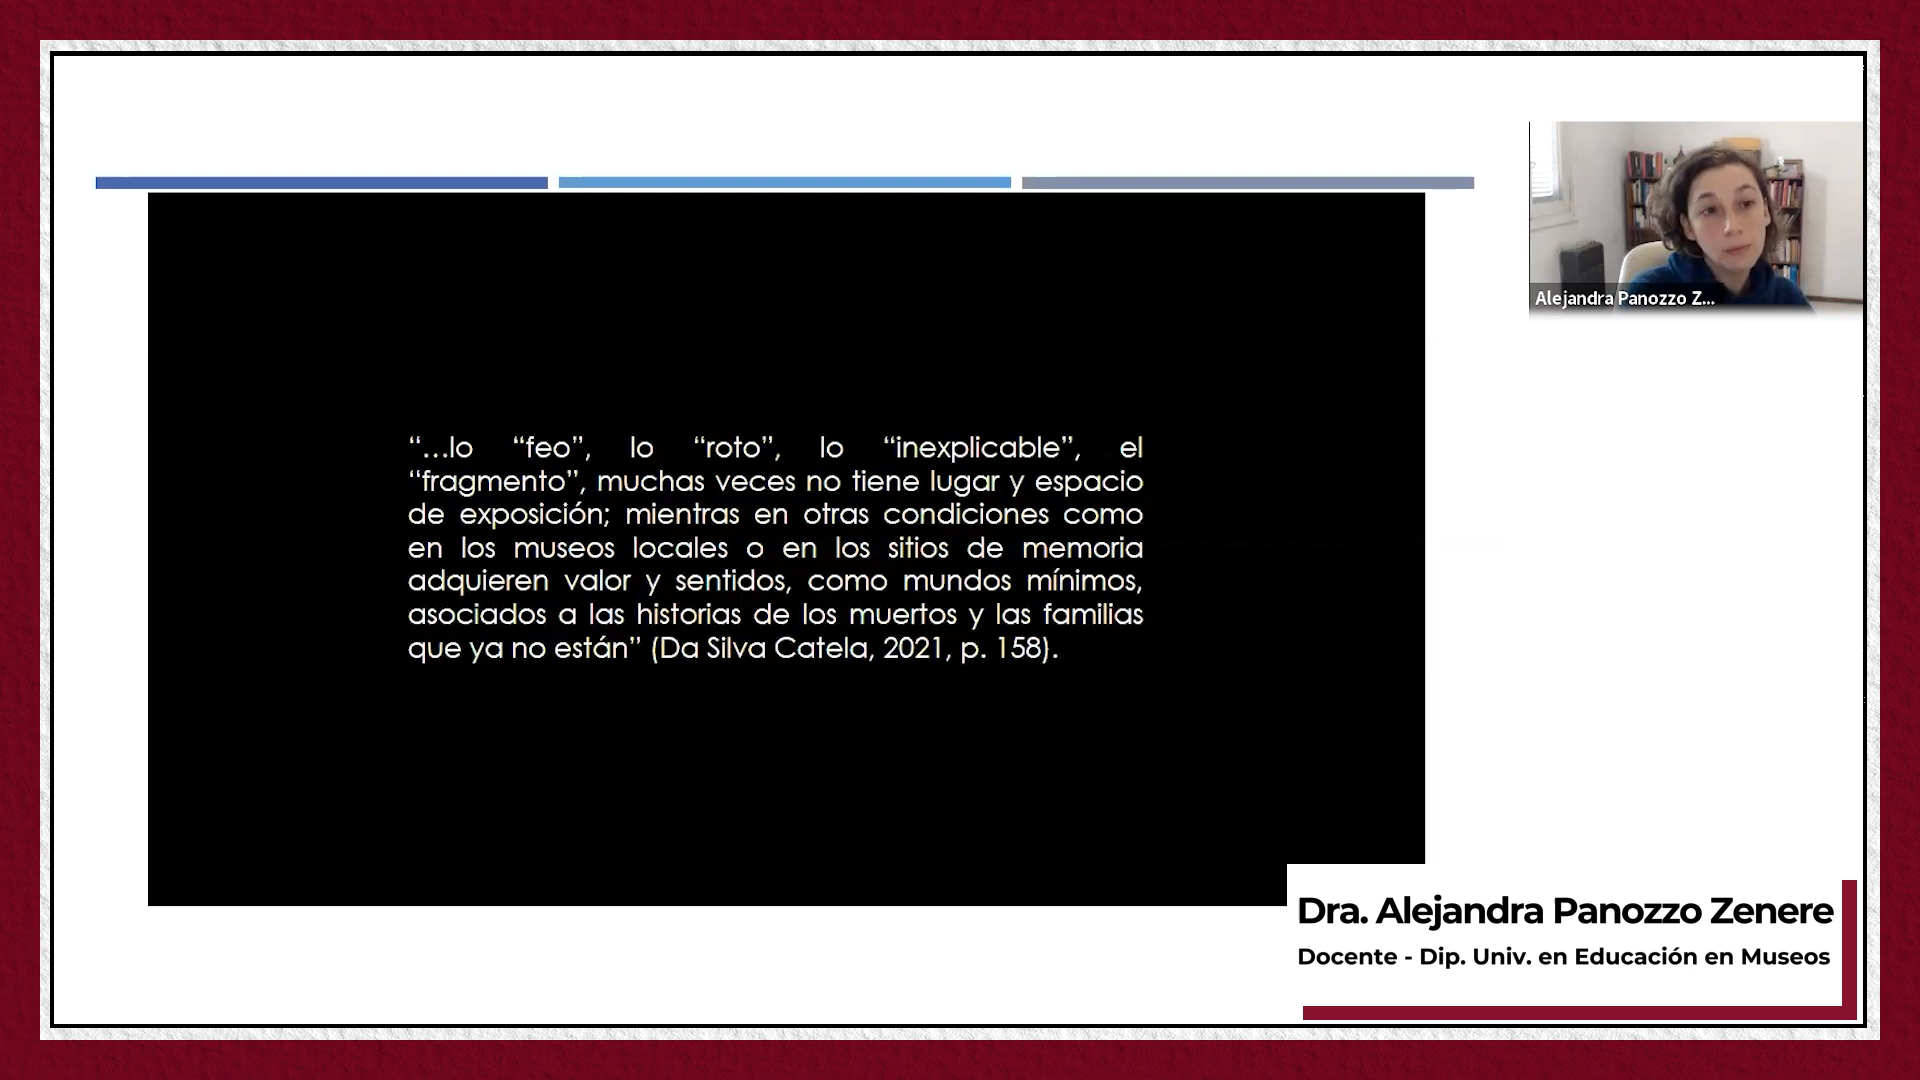 “…lo “feo”, lo “roto”, lo “inexplicable”, el
“fragmento”, muchas veces no tiene lugar y espacio
de exposición; mientras en otras condiciones como
en los museos locales o en los sitios de memoria
adquieren valor y sentidos, como mundos mínimos,
asociados a las historias de los muertos y las familias
que ya no están” (Da Silva Catela, 2021, p. 158).
Alejandra Panozzo Z...
Dra. Alejandra Panozzo Zenere
Docente - Dip. Univ. en Educación en Museos